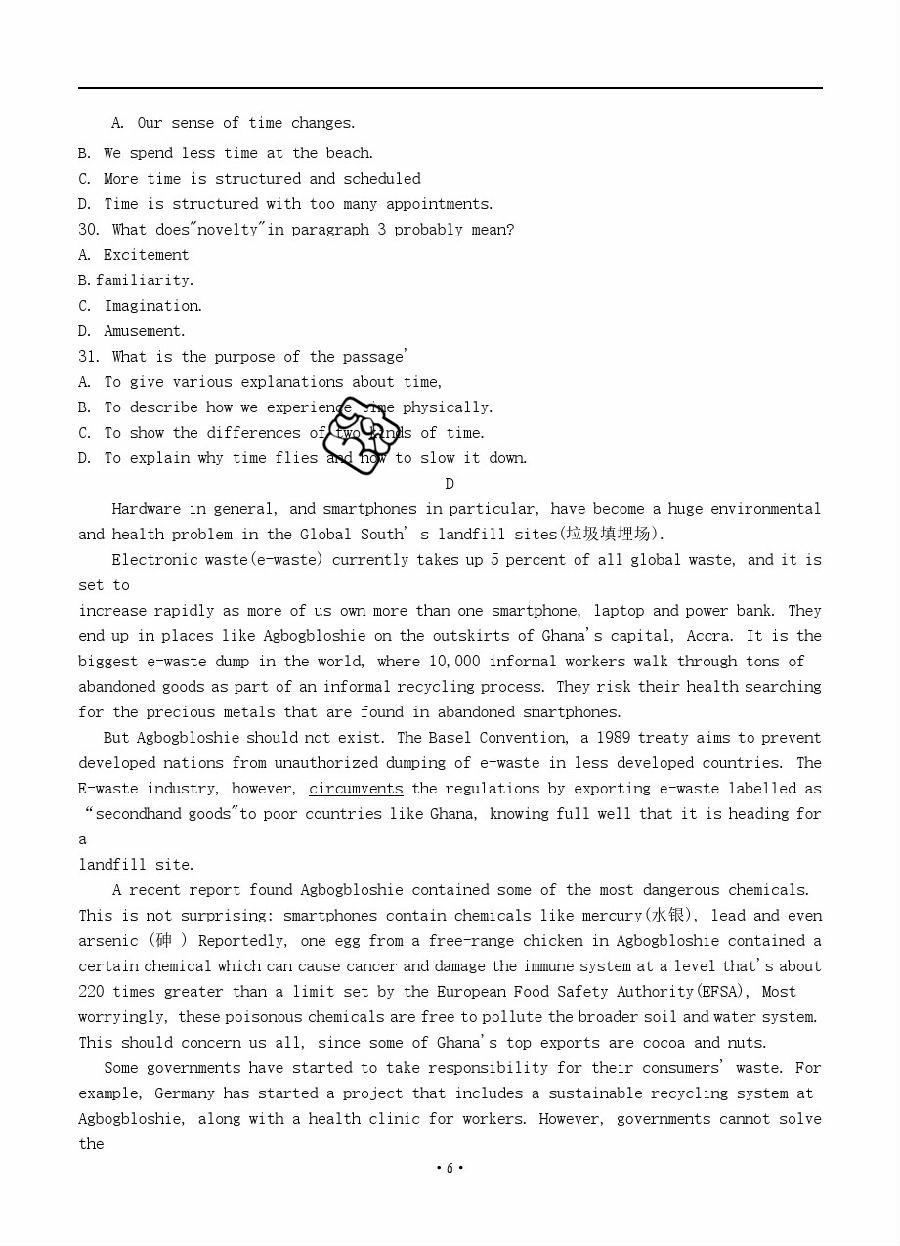 A. Our sense of time changes.
B. We spend less time at the beach.
C. More time is structured and scheduled
D. Time is structured with too many appointments.
30. What does"novelty"in paragraph 3 probably mean?
A. Excitement
B.familiarity.
C. Imagination.
D. Amusement.
31. What is the purpose of the passage'
A. To give various explanations about time,
B. To describe how we experience time physically.
C. To show the differences of two kinds of time.
D. To explain why time flies and how to slow it down.
D
Hardware in general, and smartphones in particular, have become a huge environmental
and health problem in the Global South' s landfill sites(垃圾填埋场).
Electronic waste(e-waste) currently takes up 5 percent of all global waste, and it is
set to
increase rapidly as more of us own more than one smartphone, laptop and power bank. They
end up in places like Agbogbloshie on the outskirts of Ghana's capital, Accra. It is the
biggest e-waste dump in the world, where 10,000 informal workers walk through tons of
abandoned goods as part of an informal recycling process. They risk their health searching
for the precious metals that are found in abandoned smartphones.
But Agbogbloshie should not exist. The Basel Convention, a 1989 treaty aims to prevent
developed nations from unauthorized dumping of e-waste in less developed countries. The
E-waste industry, however, circumvents the regulations by exporting e-waste labelled as
“secondhand goods"to poor countries like Ghana, knowing full well that it is heading for
a
landfill site.
A recent report found Agbogbloshie contained some of the most dangerous chemicals.
This is not surprising: smartphones contain chemicals like mercury(水银), lead and even
arsenic (砷 ) Reportedly, one egg from a free-range chicken in Agbogbloshie contained a
certain chemical which can cause cancer and damage the immune system at a level that's about
220 times greater than a limit set by the European Food Safety Authority(EFSA), Most
worryingly, these poisonous chemicals are free to pollute the broader soil and water system.
This should concern us all, since some of Ghana's top exports are cocoa and nuts.
Some governments have started to take responsibility for their consumers' waste. For
example, Germany has started a project that includes a sustainable recycling system at
Agbogbloshie, along with a health clinic for workers. However, governments cannot solve
the
·6·